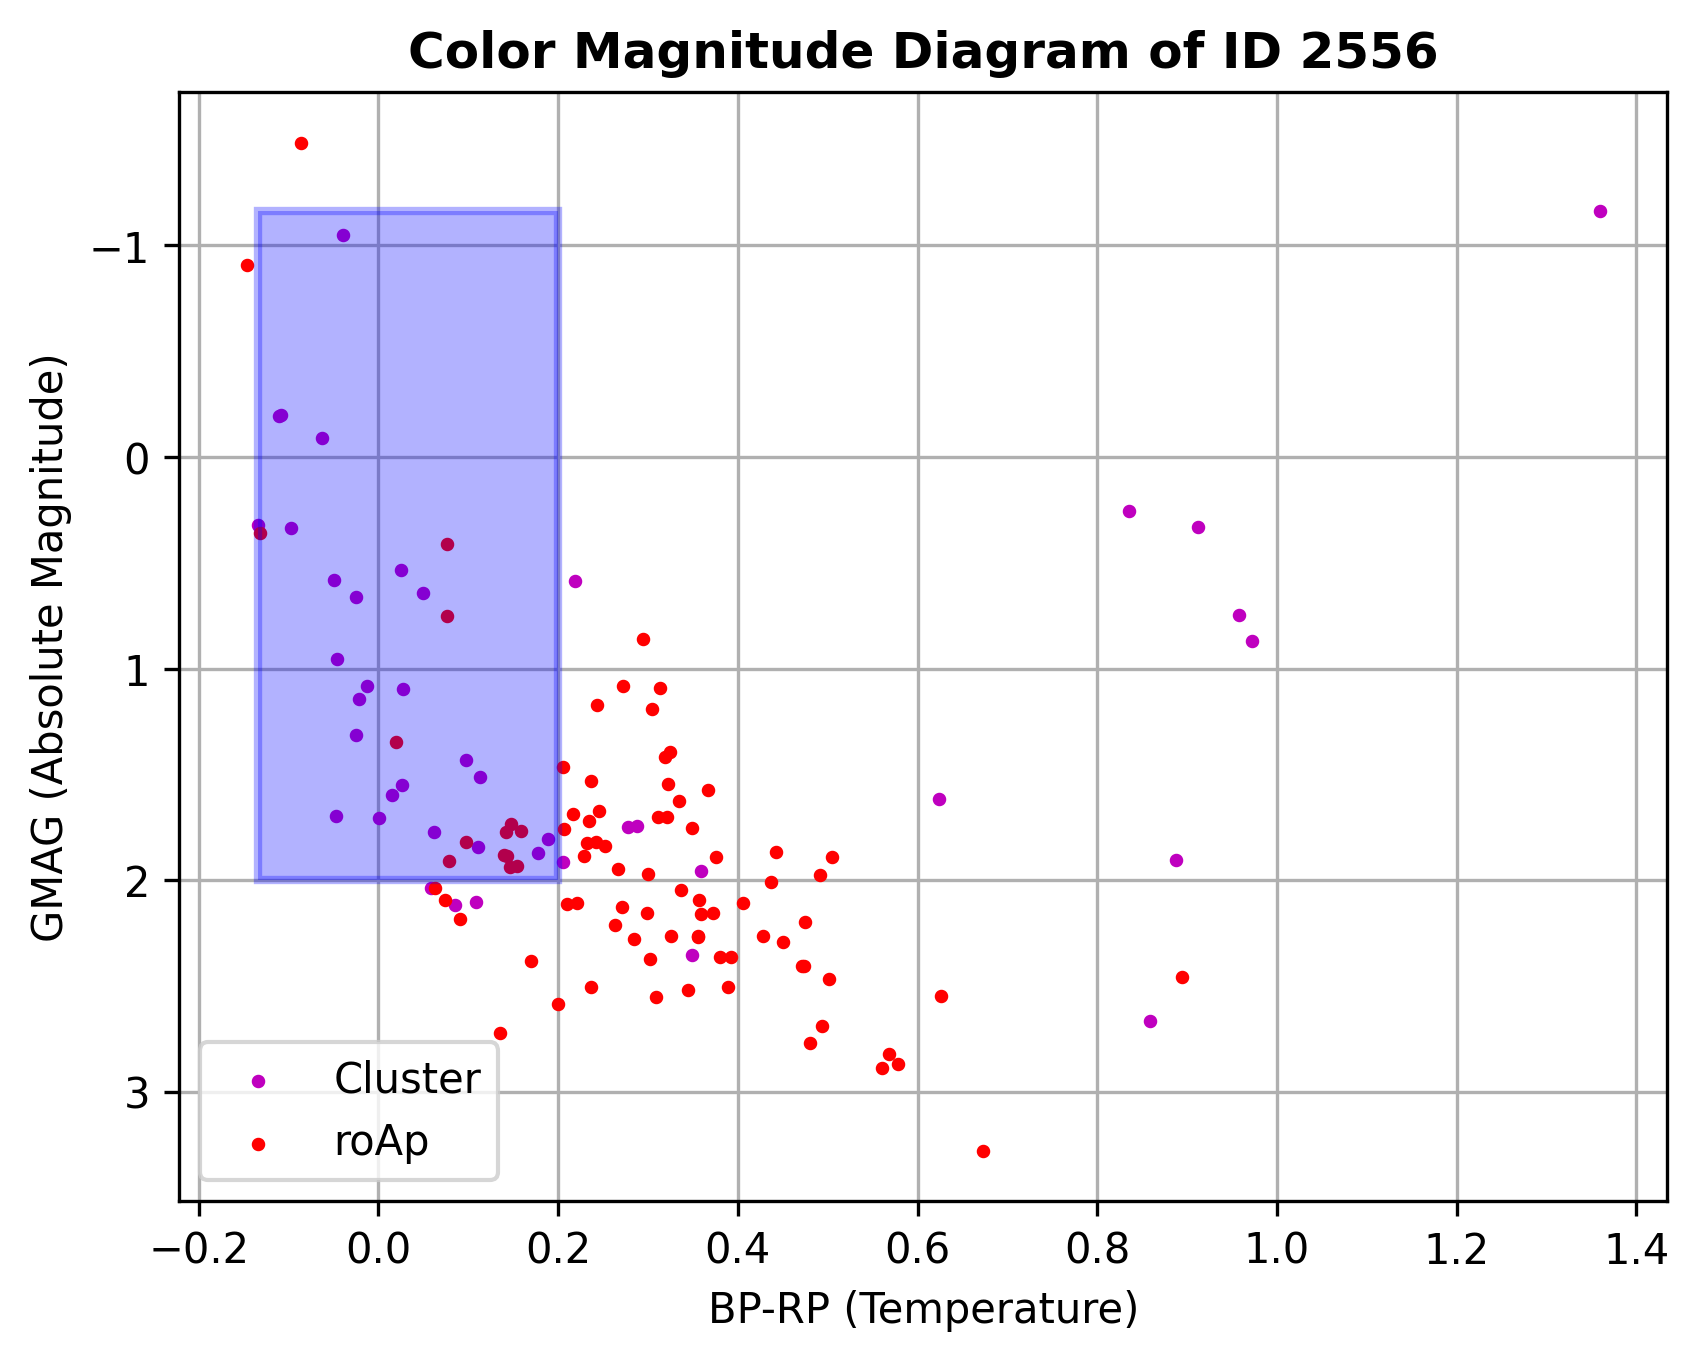 Color Magnitude Diagram of ID 2556
GMAG (Absolute Magnitude)
−1
0
1
2
3
Cluster
roAp
−0.2 0.0 0.2 0.4 0.6 0.8 1.0 1.2 1.4
BP-RP (Temperature)